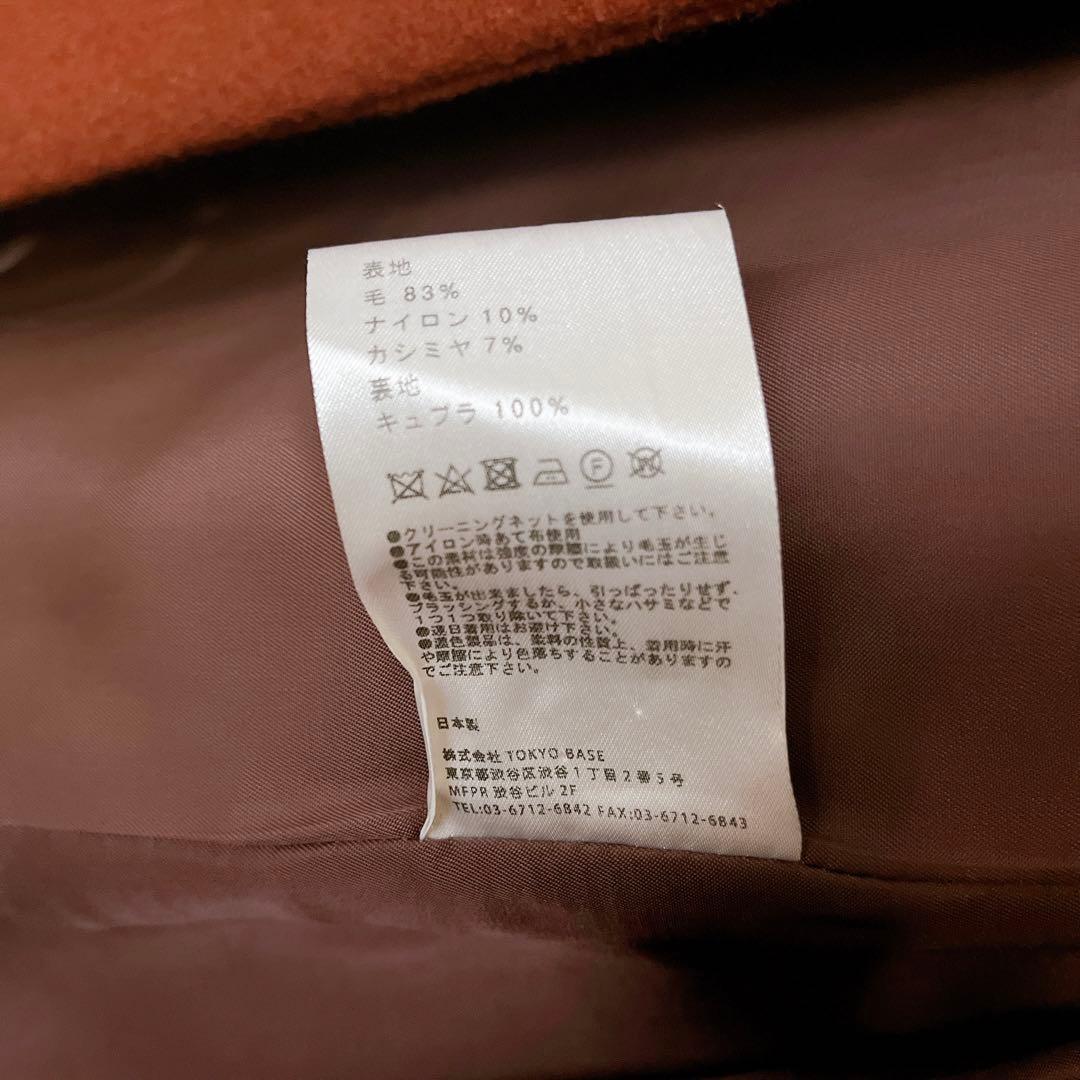 表地
毛 83%
ナイロン 10%
カシミヤ 7%
裏地
キュプラ 100%
F
W
●クリーニングネットを使用して下さい。
●アイロン時あて布使用
●この素材は強度の摩擦により毛玉が生じ
る可能性がありますので取扱いにはご注意
下さい。
●毛玉が出来ましたら、引っぱったりせず、
ブラッシングするか、小さなハサミなどで
1つ1つ取り除いて下さい。
●連日着用はお避け下さい。
●濃色製品は、染料の性質上、着用時に汗
や摩擦により色落ちすることがありますの
でご注意下さい。
日本製
株式会社 TOKYO BASE
東京都渋谷区渋谷1丁目2番5号
MFPR 渋谷ビル 2F
TEL:03-6712-6842 FAX:03-6712-6843